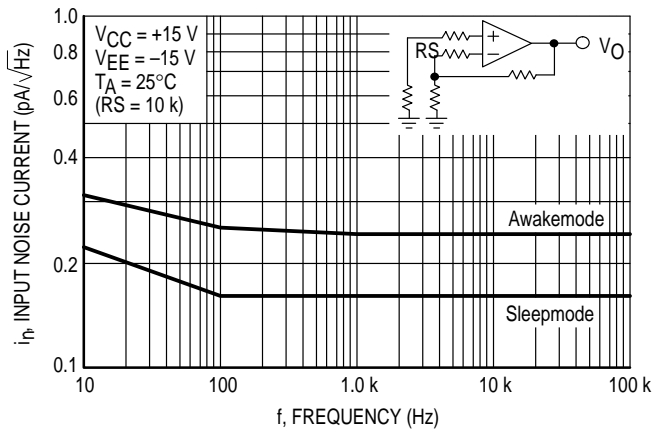 iₙ, INPUT NOISE CURRENT (pA/√Hz)
1.0
0.8
0.6
0.4
0.2
0.1
VCC = +15 V
VEE = –15 V
TA = 25°C
(RS = 10 k)
RS
+
–
VO
Awakemode
Sleepmode
10
100
1.0 k
10 k
100 k
f, FREQUENCY (Hz)